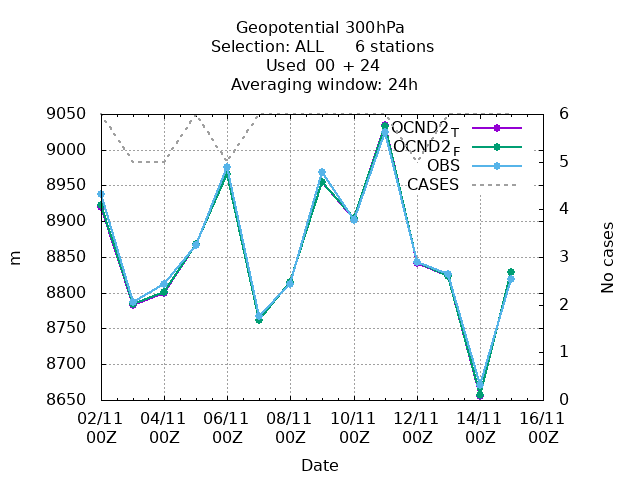 Geopotential 300hPa
Selection: ALL 6 stations
Used 00 + 24
Averaging window: 24h
9050
9000
8950
8900
8850
8800
8750
8700
8650
m
6
5
4
3
2
1
0
No cases
OCND2T
OCND2F
OBS
CASES
02/11 04/11 06/11 08/11 10/11 12/11 14/11 16/11
00Z 00Z 00Z 00Z 00Z 00Z 00Z 00Z
Date